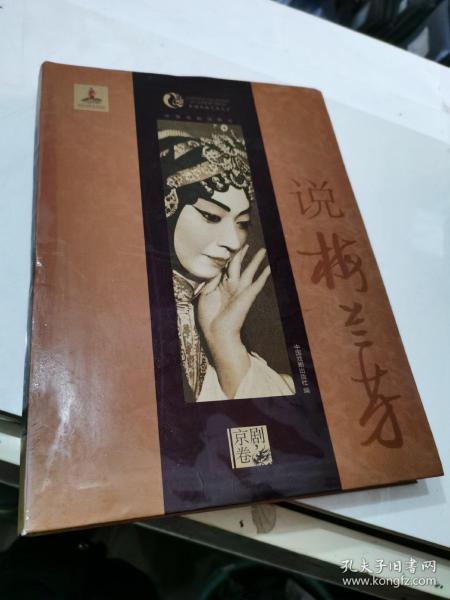 说梅兰芳
中国戏剧出版社 编
京剧卷
孔夫子旧书网
www.kongfz.com